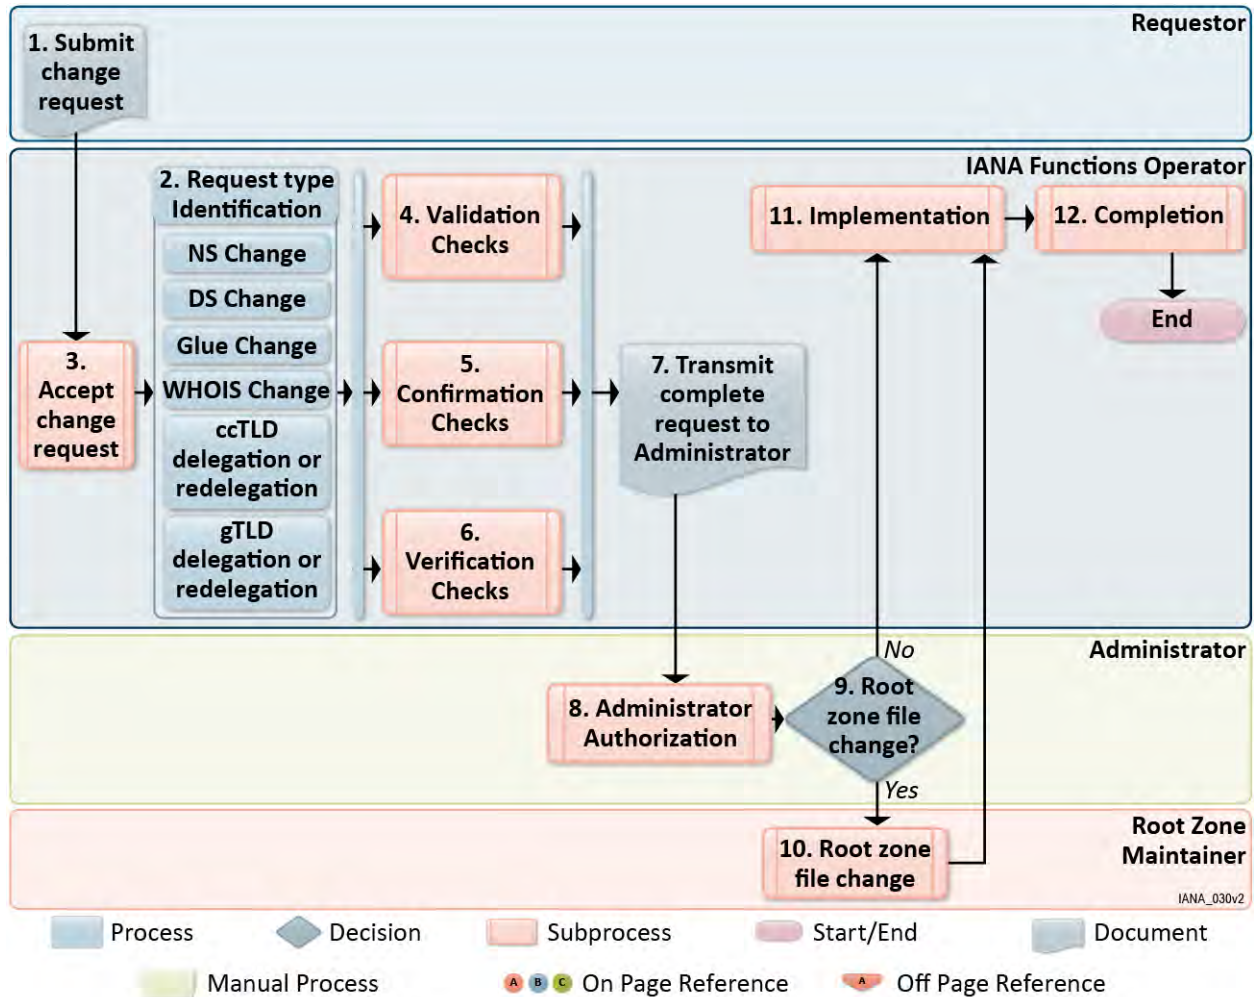 Requestor
1. Submit
change
request
IANA Functions Operator
2. Request type
Identification
NS Change
DS Change
Glue Change
WHOIS Change
ccTLD
delegation or
redelegation
gTLD
delegation or
redelegation
3.
Accept
change
request
4. Validation
Checks
5.
Confirmation
Checks
6.
Verification
Checks
7. Transmit
complete
request to
Administrator
11. Implementation
12. Completion
End
Administrator
8. Administrator
Authorization
No
9. Root
zone file
change?
Yes
Root Zone
Maintainer
10. Root zone
file change
IANA_030v2
Process
Decision
Subprocess
Start/End
Document
Manual Process
A B C On Page Reference
A Off Page Reference